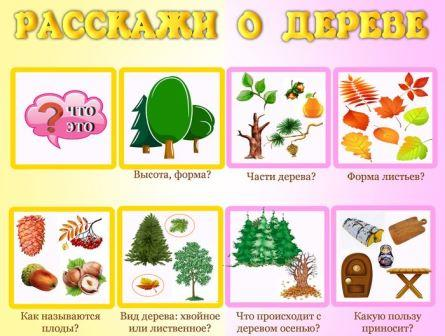 РАССКАЖИ О ДЕРЕВЕ
? ЧТО
ЭТО
Высота, форма?
Части дерева?
Форма листьев?
Как называются
плоды?
Вид дерева: хвойное
или лиственное?
Что происходит с
деревом осенью?
Какую пользу
приносит?